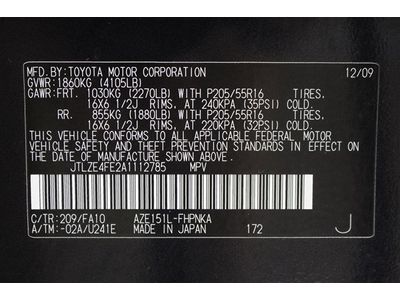 MFD.BY:TOYOTA MOTOR CORPORATION 12/09
GVWR:1860KG (4105LB)
GAWR:FRT. 1030KG (2270LB) WITH P205/55R16 TIRES,
16X6 1/2J RIMS, AT 240KPA (35PSI) COLD.
RR. 855KG (1880LB) WITH P205/55R16 TIRES,
16X6 1/2J RIMS, AT 220KPA (32PSI) COLD.
THIS VEHICLE CONFORMS TO ALL APPLICABLE FEDERAL MOTOR
VEHICLE SAFETY AND THEFT PREVENTION STANDARDS IN EFFECT
ON THE DATE OF MANUFACTURE SHOWN ABOVE.
JTLZE4FE2A1112785 MPV
C/TR:209/FA10 AZE151L-FHPNKA
A/TM:-02A/U241E MADE IN JAPAN 172 J